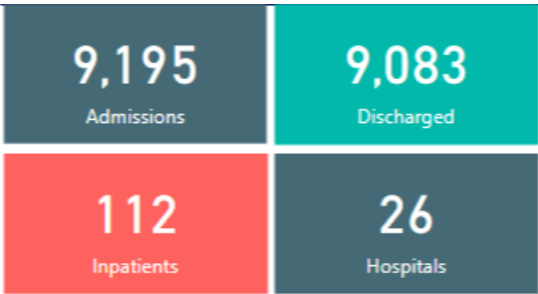 9,195
Admissions
9,083
Discharged
112
Inpatients
26
Hospitals